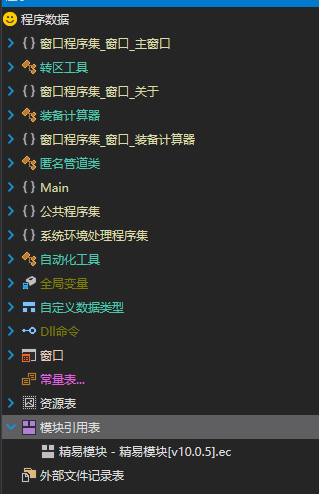 程序数据
{} 窗口程序集_窗口_主窗口
转区工具
{} 窗口程序集_窗口_关于
装备计算器
{} 窗口程序集_窗口_装备计算器
匿名管道类
{} Main
{} 公共程序集
{} 系统环境处理程序集
自动化工具
全局变量
自定义数据类型
Dll命令
窗口
常量表...
资源表
模块引用表
精易模块 - 精易模块[v10.0.5].ec
外部文件记录表